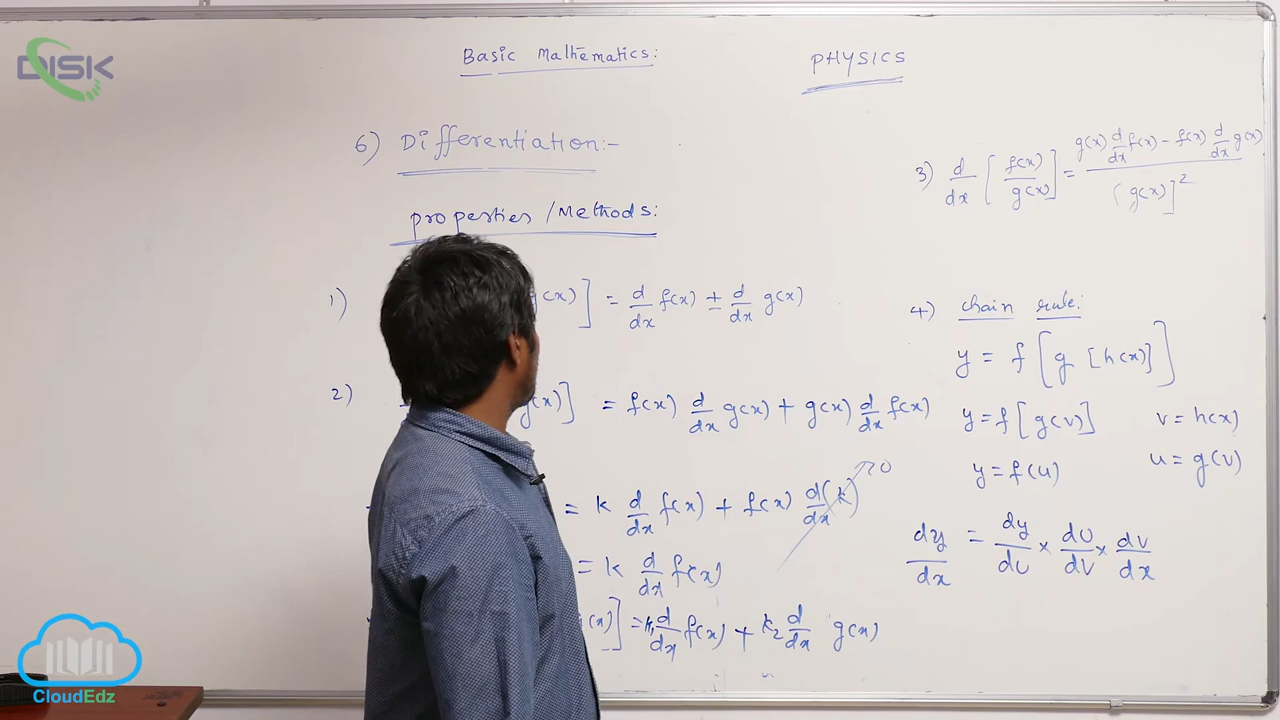 DISK
Basic Mathematics:
PHYSICS
6) Differentiation:-
properties / Methods:
1) g(x)] = d/dx f(x) ± d/dx g(x)
2) g(x)] = f(x) d/dx g(x) + g(x) d/dx f(x)
= k d/dx f(x) + f(x) d/dx (k) → 0
= k d/dx f(x)
(x)] = k₁ d/dx f(x) + k₂ d/dx g(x)
3) d/dx [f(x)/g(x)] = g(x) d/dx f(x) - f(x) d/dx g(x) / (g(x)]²
4) chain rule:
y = f[g [h(x)]]
y = f[g(v)] v = h(x)
y = f(u) u = g(v)
dy/dx = dy/dU × dU/dV × dV/dx
CloudEdz